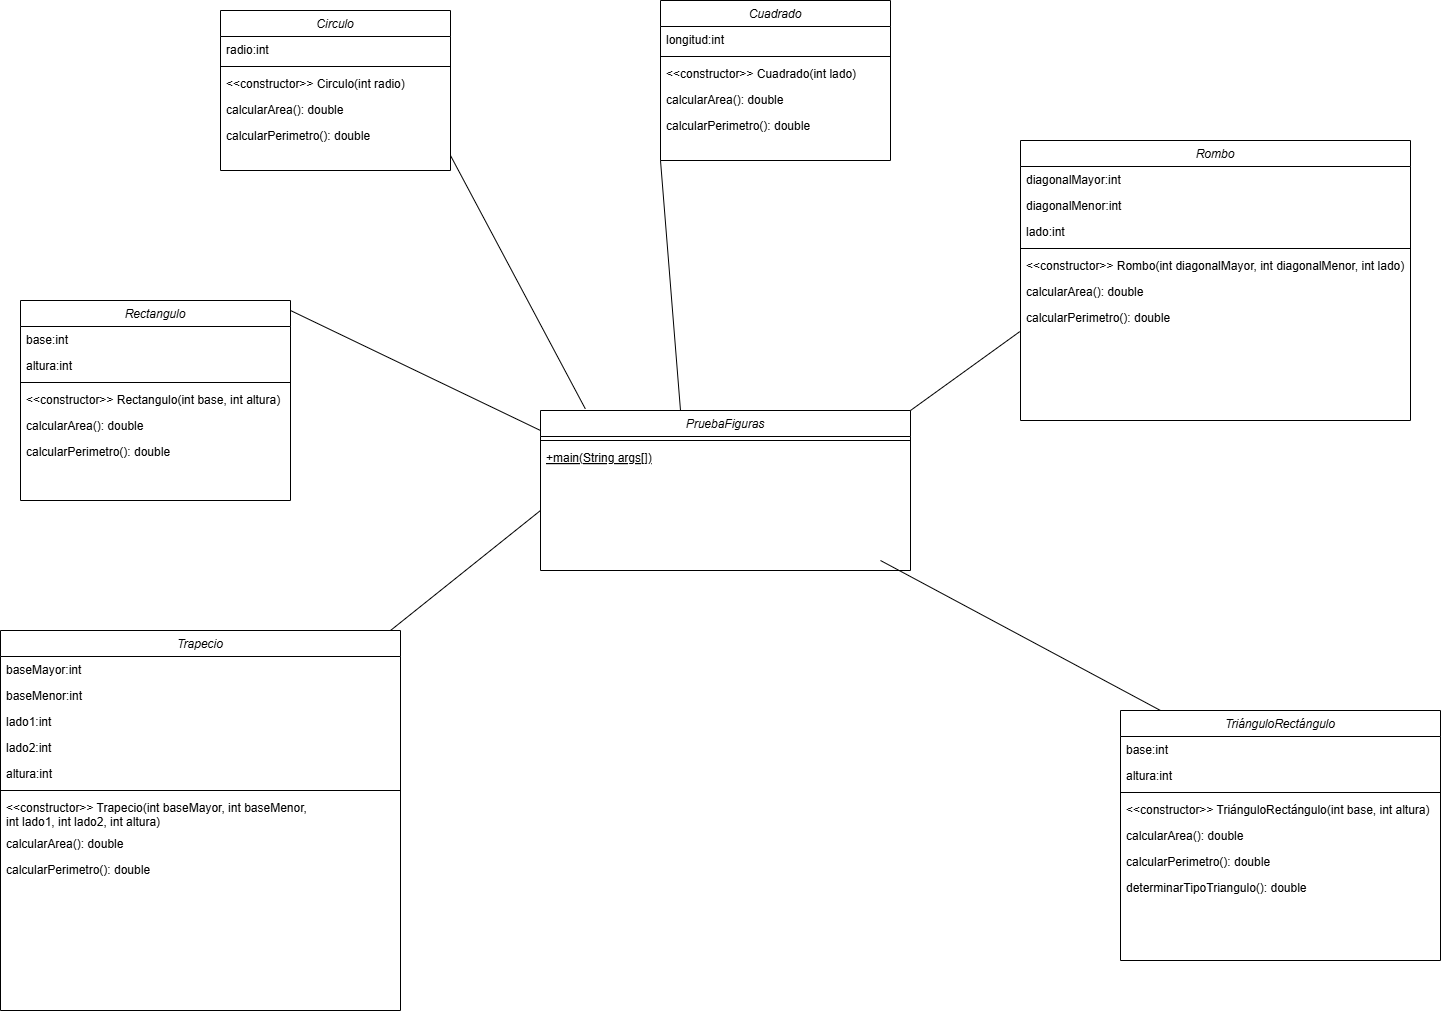 Circulo
radio:int
<<constructor>> Circulo(int radio)
calcularArea(): double
calcularPerimetro(): double
Cuadrado
longitud:int
<<constructor>> Cuadrado(int lado)
calcularArea(): double
calcularPerimetro(): double
Rombo
diagonalMayor:int
diagonalMenor:int
lado:int
<<constructor>> Rombo(int diagonalMayor, int diagonalMenor, int lado)
calcularArea(): double
calcularPerimetro(): double
Rectangulo
base:int
altura:int
<<constructor>> Rectangulo(int base, int altura)
calcularArea(): double
calcularPerimetro(): double
PruebaFiguras
+main(String args[])
Trapecio
baseMayor:int
baseMenor:int
lado1:int
lado2:int
altura:int
<<constructor>> Trapecio(int baseMayor, int baseMenor,
int lado1, int lado2, int altura)
calcularArea(): double
calcularPerimetro(): double
TriánguloRectángulo
base:int
altura:int
<<constructor>> TriánguloRectángulo(int base, int altura)
calcularArea(): double
calcularPerimetro(): double
determinarTipoTriangulo(): double